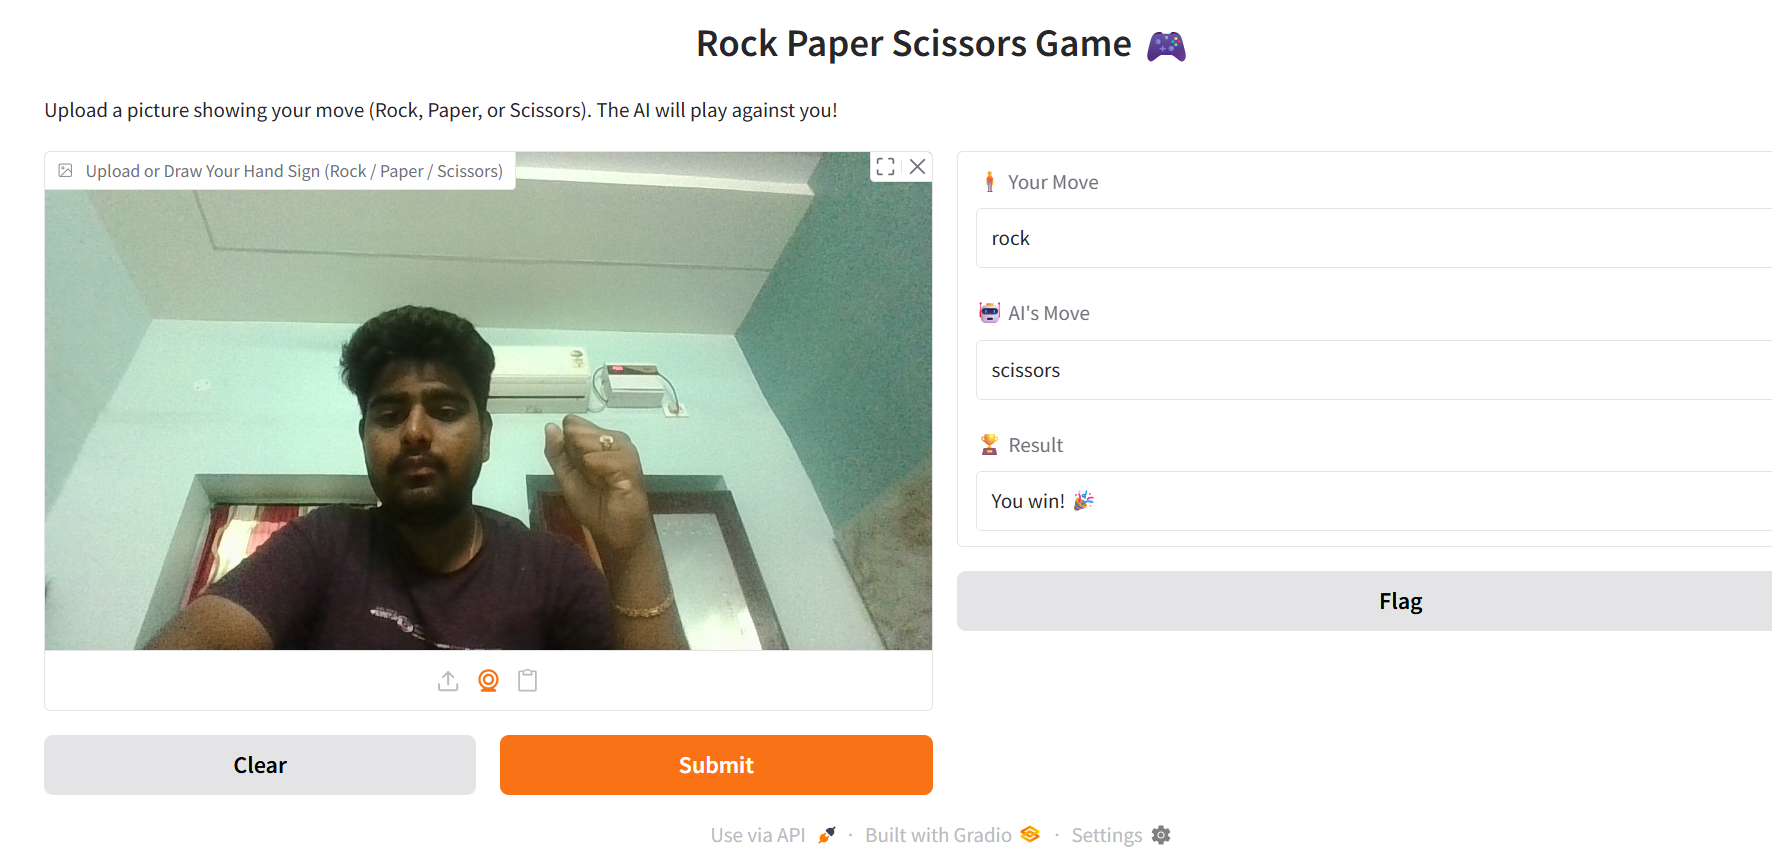 Rock Paper Scissors Game 🎮
Upload a picture showing your move (Rock, Paper, or Scissors). The AI will play against you!
Upload or Draw Your Hand Sign (Rock / Paper / Scissors)
Your Move
rock
AI's Move
scissors
Result
You win! 🎉
Flag
Clear
Submit
Use via API · Built with Gradio · Settings